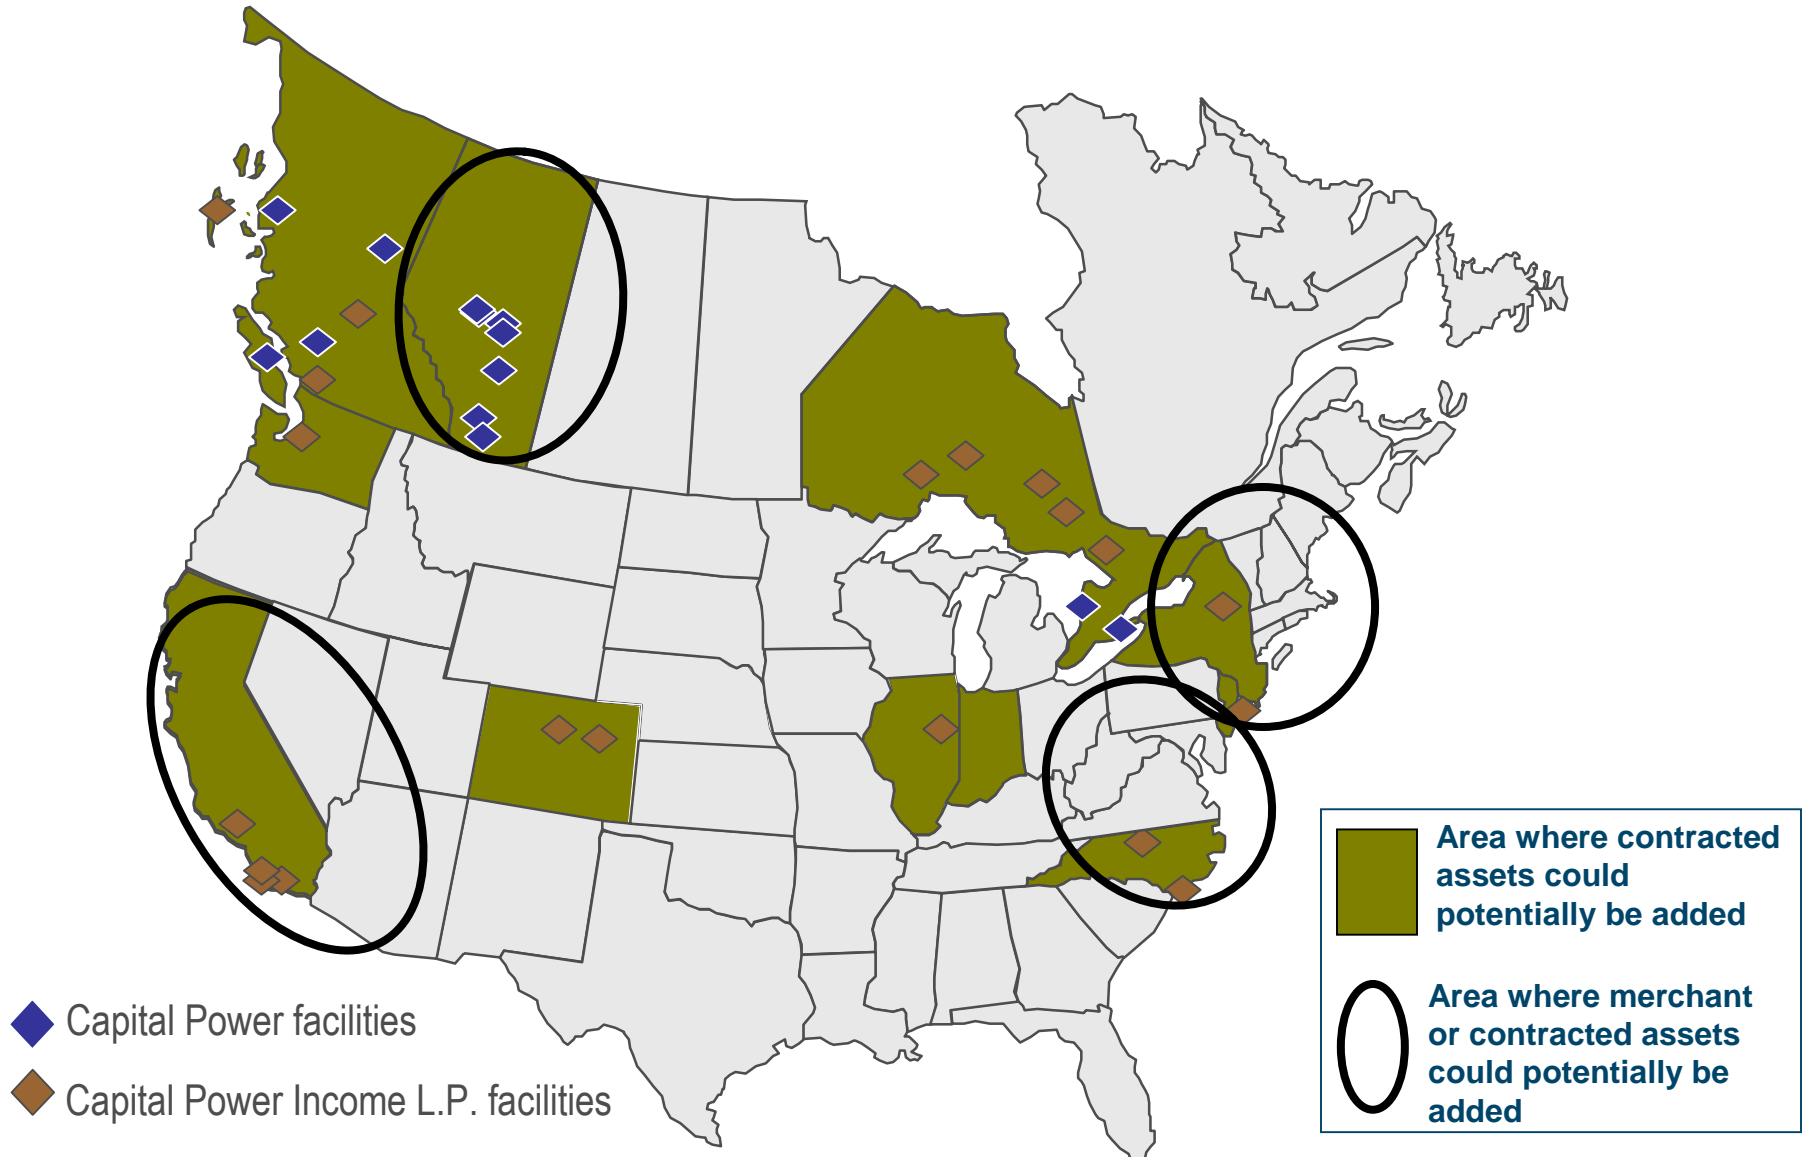 Area where contracted
assets could
potentially be added
Area where merchant
or contracted assets
could potentially be
added
Capital Power facilities
Capital Power Income L.P. facilities